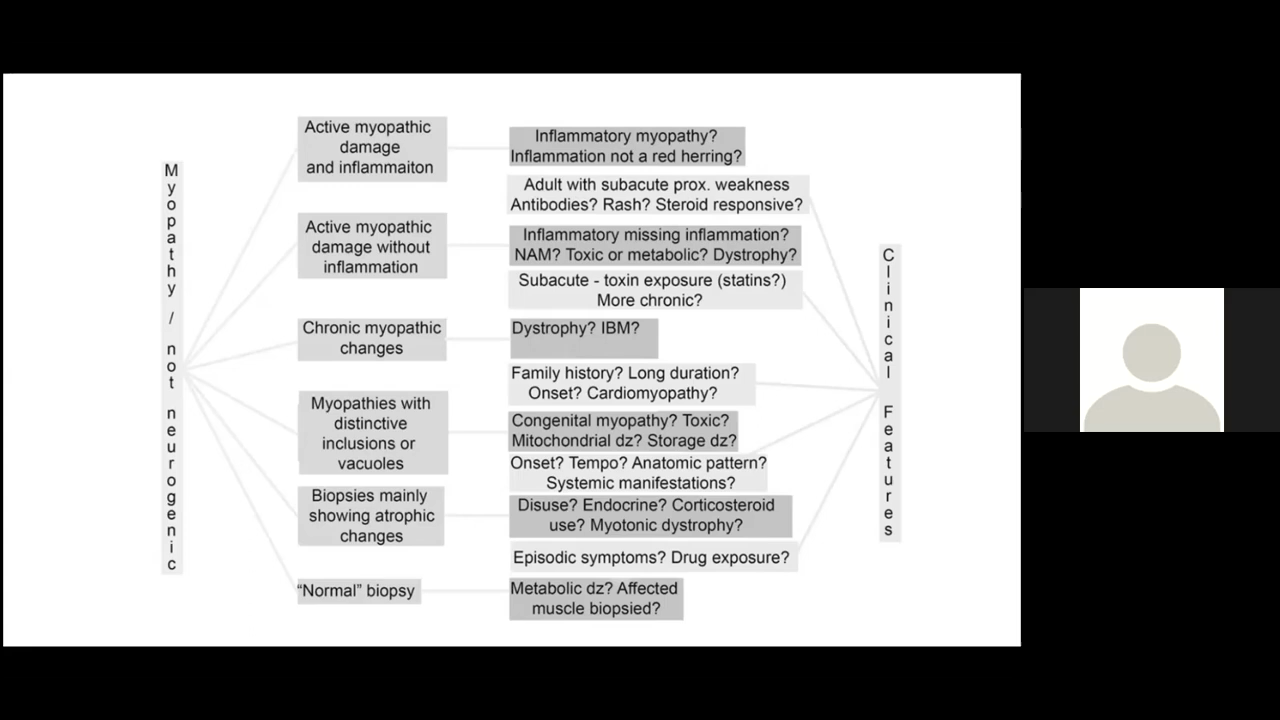 Myopathy / not neurogenic
Active myopathic
damage
and inflammaiton
Active myopathic
damage without
inflammation
Chronic myopathic
changes
Myopathies with
distinctive
inclusions or
vacuoles
Biopsies mainly
showing atrophic
changes
“Normal” biopsy
Inflammatory myopathy?
Inflammation not a red herring?
Adult with subacute prox. weakness
Antibodies? Rash? Steroid responsive?
Inflammatory missing inflammation?
NAM? Toxic or metabolic? Dystrophy?
Subacute - toxin exposure (statins?)
More chronic?
Dystrophy? IBM?
Family history? Long duration?
Onset? Cardiomyopathy?
Congenital myopathy? Toxic?
Mitochondrial dz? Storage dz?
Onset? Tempo? Anatomic pattern?
Systemic manifestations?
Disuse? Endocrine? Corticosteroid
use? Myotonic dystrophy?
Episodic symptoms? Drug exposure?
Metabolic dz? Affected
muscle biopsied?
Clinical Features